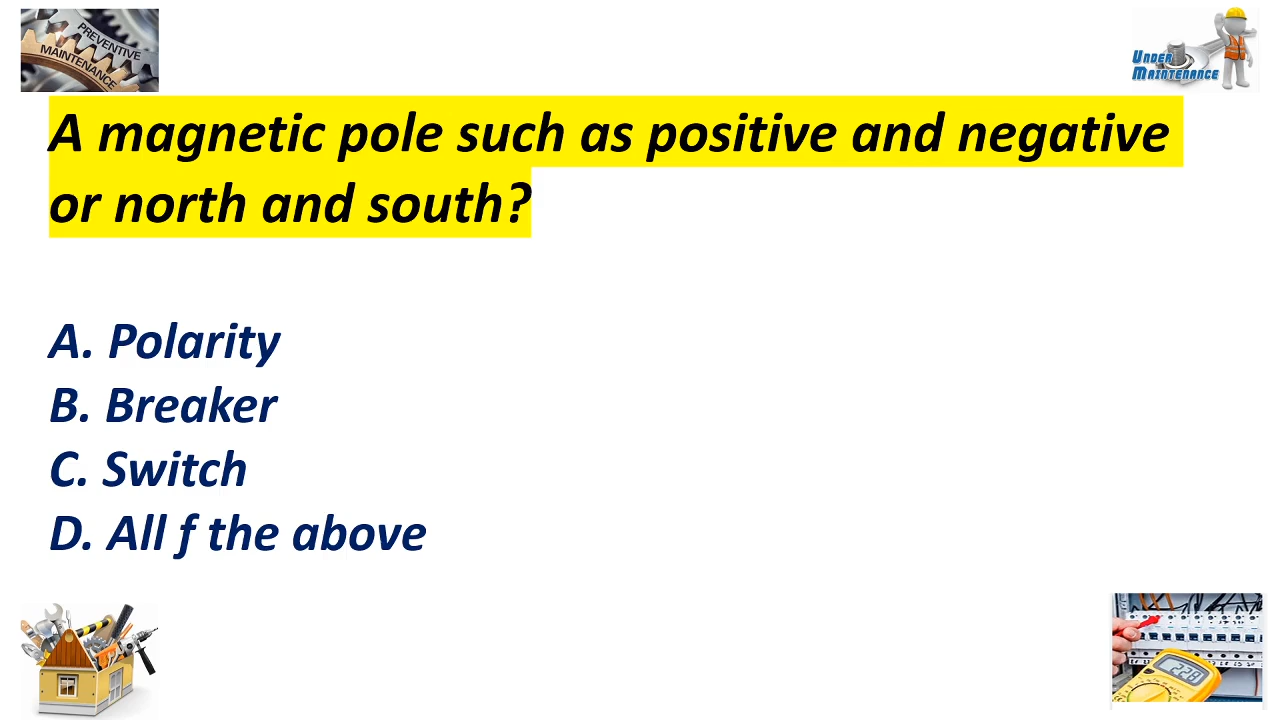 PREVENTIVE
MAINTENANCE
UNDER
MAINTENANCE
A magnetic pole such as positive and negative
or north and south?
A. Polarity
B. Breaker
C. Switch
D. All f the above
228